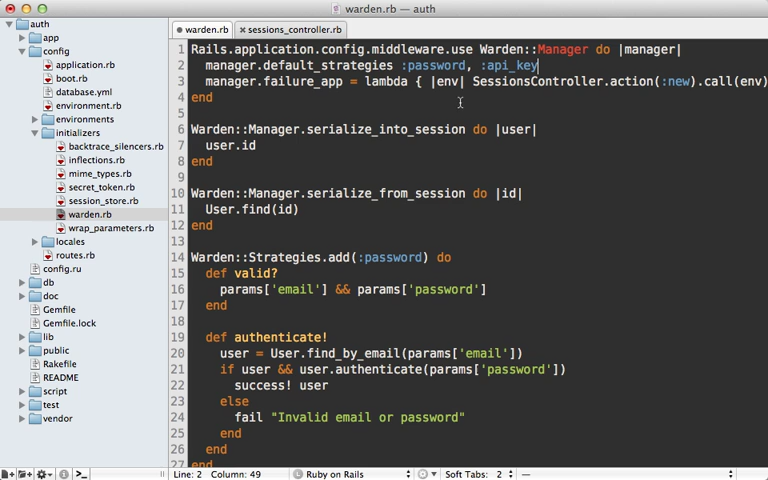 warden.rb — auth
auth
app
config
application.rb
boot.rb
database.yml
environment.rb
environments
initializers
backtrace_silencers.rb
inflections.rb
mime_types.rb
secret_token.rb
session_store.rb
warden.rb
wrap_parameters.rb
locales
routes.rb
config.ru
db
doc
Gemfile
Gemfile.lock
lib
public
Rakefile
README
script
test
vendor
warden.rb
sessions_controller.rb
1 Rails.application.config.middleware.use Warden::Manager do |manager|
2 manager.default_strategies :password, :api_key
3 manager.failure_app = lambda { |env| SessionsController.action(:new).call(env)
4 end
5
6 Warden::Manager.serialize_into_session do |user|
7 user.id
8 end
9
10 Warden::Manager.serialize_from_session do |id|
11 User.find(id)
12 end
13
14 Warden::Strategies.add(:password) do
15 def valid?
16 params['email'] && params['password']
17 end
18
19 def authenticate!
20 user = User.find_by_email(params['email'])
21 if user && user.authenticate(params['password'])
22 success! user
23 else
24 fail "Invalid email or password"
25 end
26 end
27 end
Line: 2 Column: 49 Ruby on Rails Soft Tabs: 2 —